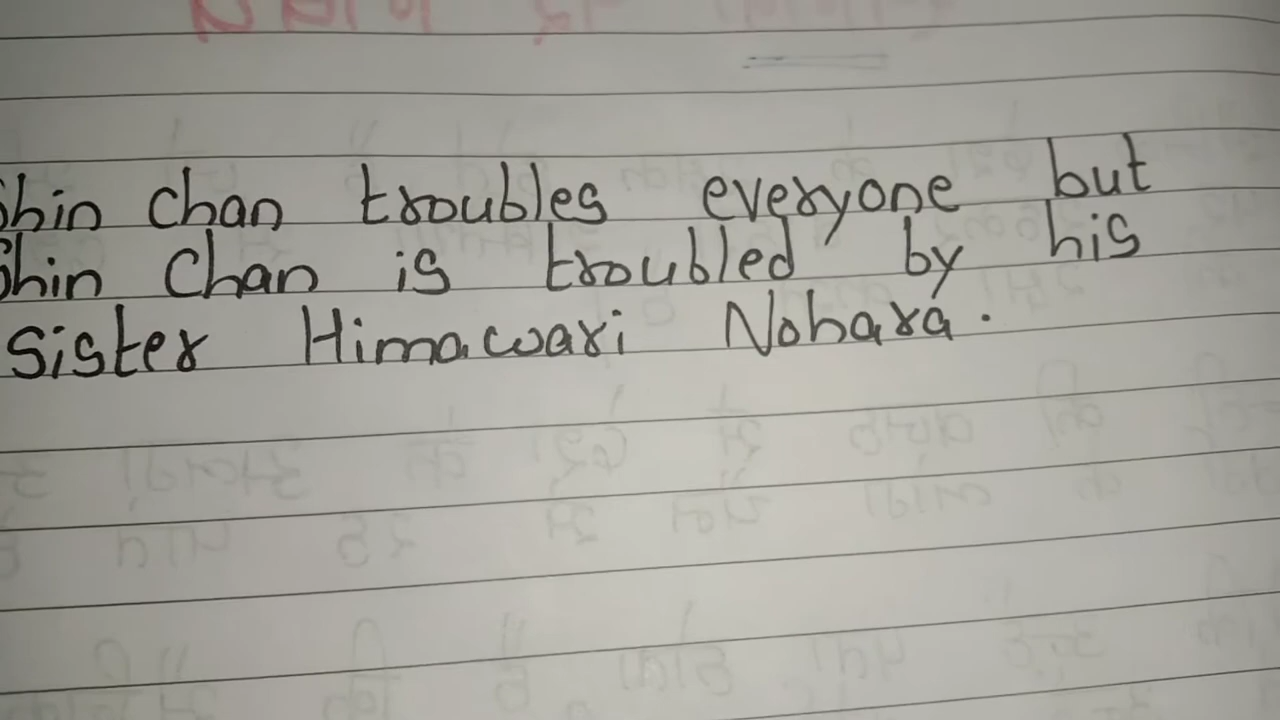 Shin chan troubles everyone but
Shin Chan is troubled by his
Sister Himawari Nohara.